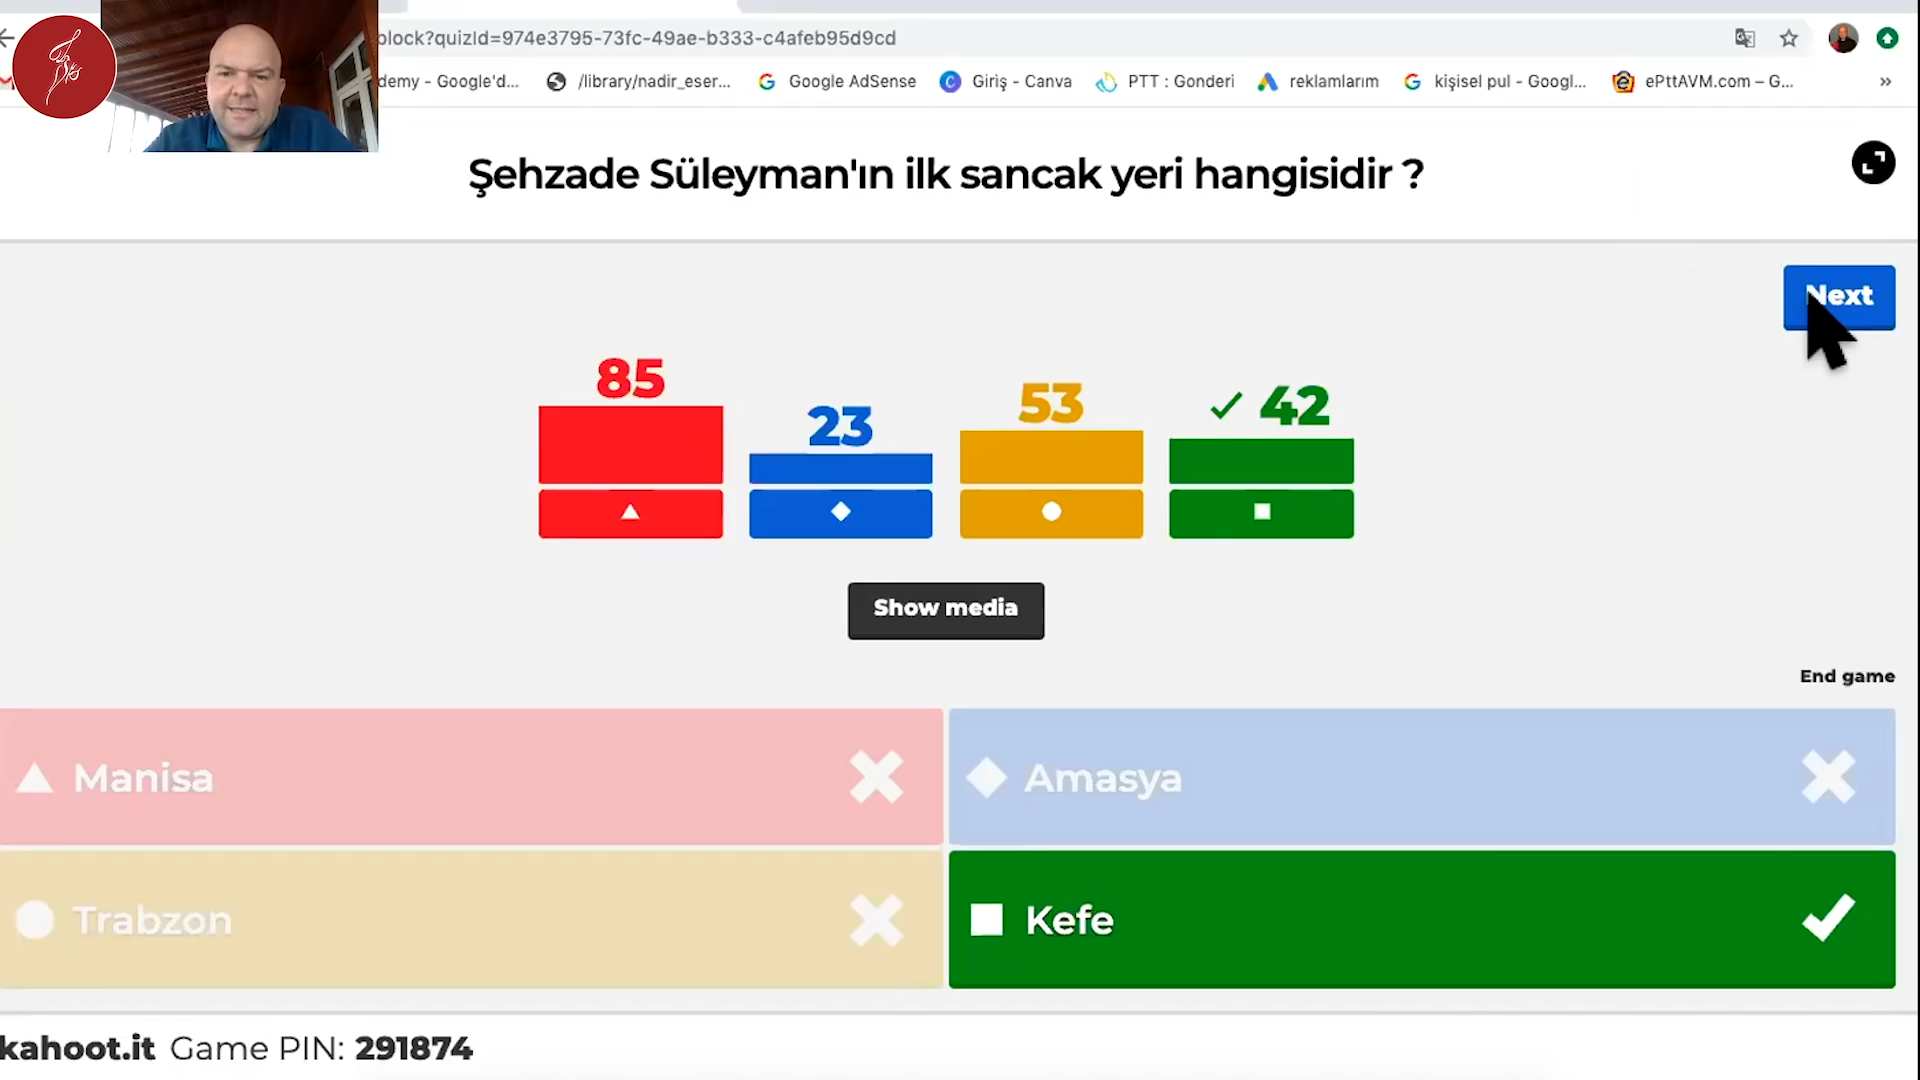 block?quizId=974e3795-73fc-49ae-b333-c4afeb95d9cd
demy - Google'd... /library/nadir_eser... Google AdSense Giriş - Canva PTT : Gonderi reklamlarım kişisel pul - Googl... ePttAVM.com – G... »
Şehzade Süleyman'ın ilk sancak yeri hangisidir ?
Next
85
23
53
42
Show media
End game
Manisa
Amasya
Trabzon
Kefe
kahoot.it Game PIN: 291874